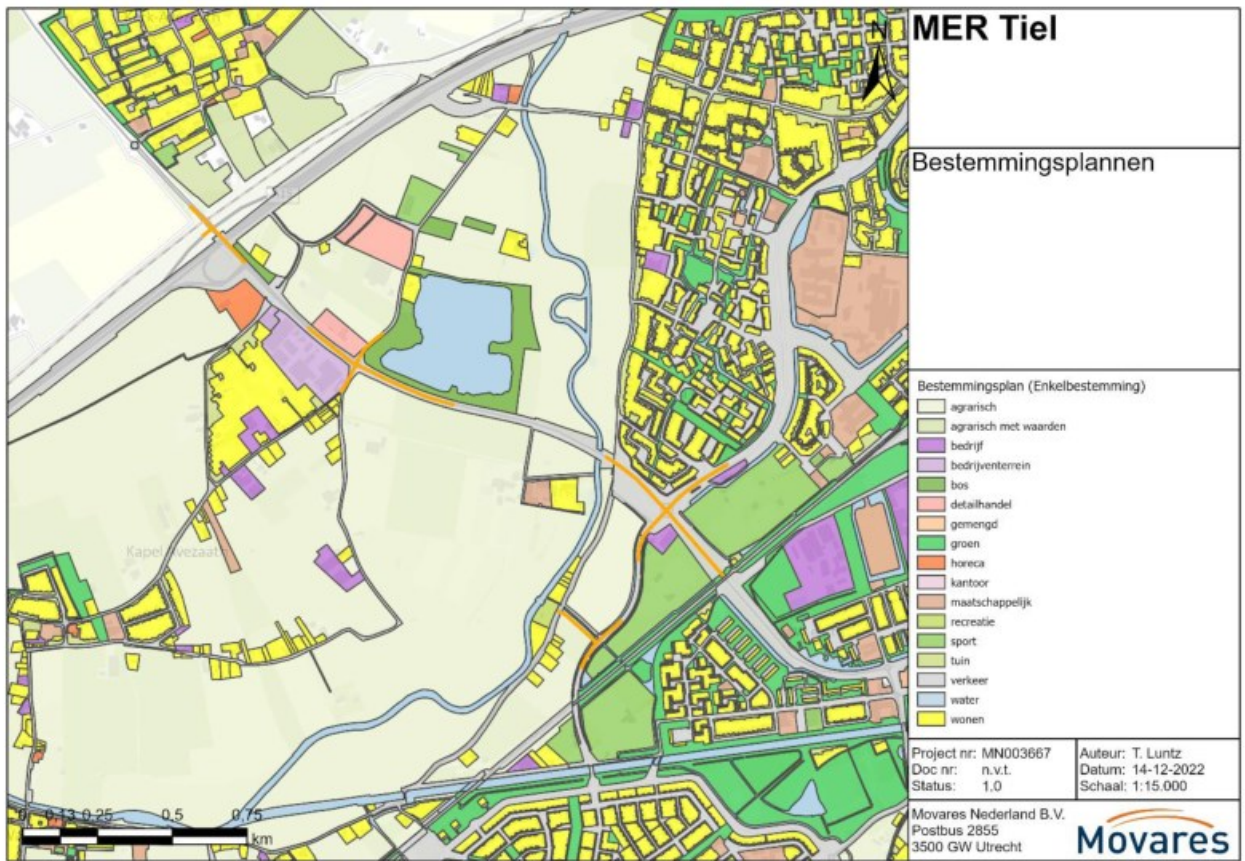 MER Tiel
N
Bestemmingsplannen
Bestemmingsplan (Enkelbestemming)
agrarisch
agrarisch met waarden
bedrijf
bedrijventerrein
bos
detailhandel
gemengd
groen
horeca
kantoor
maatschappelijk
recreatie
sport
tuin
verkeer
water
wonen
Kapel Avezaath
0 0,13 0,25 0,5 0,75
km
Project nr: MN003667
Doc nr: n.v.t.
Status: 1,0
Auteur: T. Luntz
Datum: 14-12-2022
Schaal: 1:15.000
Movares Nederland B.V.
Postbus 2855
3500 GW Utrecht
Movares